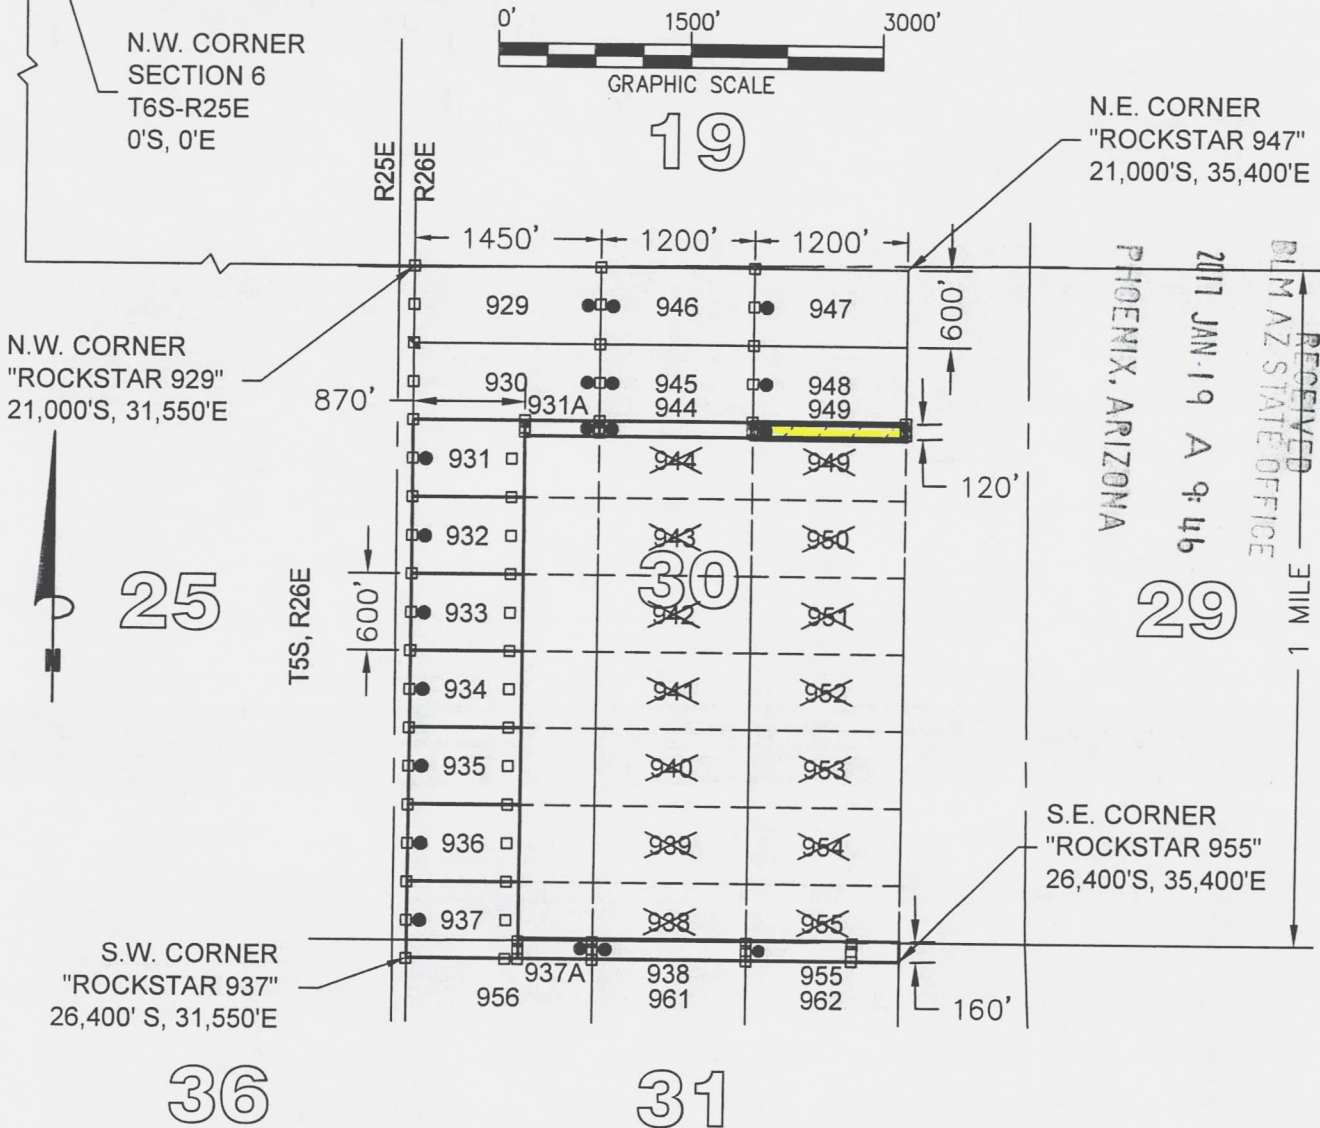 0' 1500' 3000'
GRAPHIC SCALE
N.W. CORNER
SECTION 6
T6S-R25E
0'S, 0'E
19
N.E. CORNER
"ROCKSTAR 947"
21,000'S, 35,400'E
R25E
R26E
1450' 1200' 1200'
929 946 947
600'
N.W. CORNER
"ROCKSTAR 929"
21,000'S, 31,550'E
930 945 948
870' 931A 944 949
120'
931 944 949
932 943 950
25
T5S, R26E
600'
30
29
933 942 951
934 941 952
935 940 953
936 939 954
937 938 955
S.E. CORNER
"ROCKSTAR 955"
26,400'S, 35,400'E
S.W. CORNER
"ROCKSTAR 937"
26,400' S, 31,550'E
937A 938 955
956 961 962
160'
36
31
1 MILE
RECEIVED
BLM AZ STATE OFFICE
2017 JAN 19 A 9:46
PHOENIX, ARIZONA
N